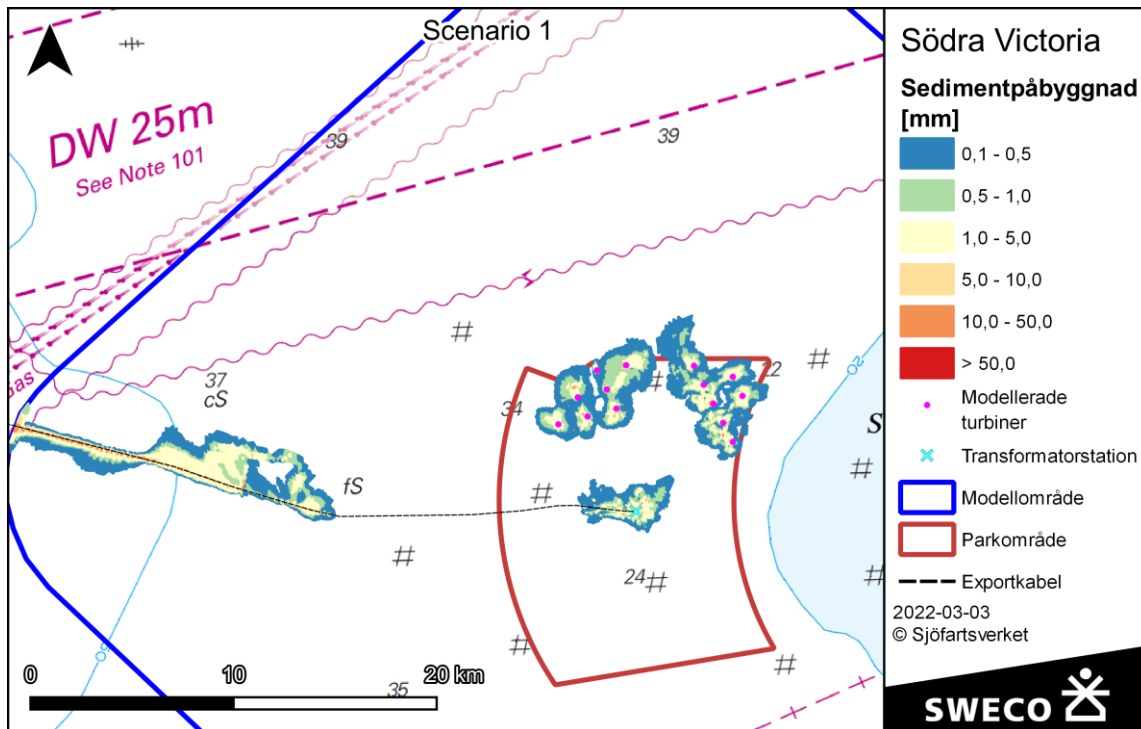 Scenario 1
DW 25m
See Note 101
39
39
37
cS
34
12
fS
24
35
S
0
10
20 km
Södra Victoria
Sedimentpåbyggnad
[mm]
0,1 - 0,5
0,5 - 1,0
1,0 - 5,0
5,0 - 10,0
10,0 - 50,0
> 50,0
Modellerade
turbiner
Transformatorstation
Modellområde
Parkområde
Exportkabel
2022-03-03
© Sjöfartsverket
SWECO